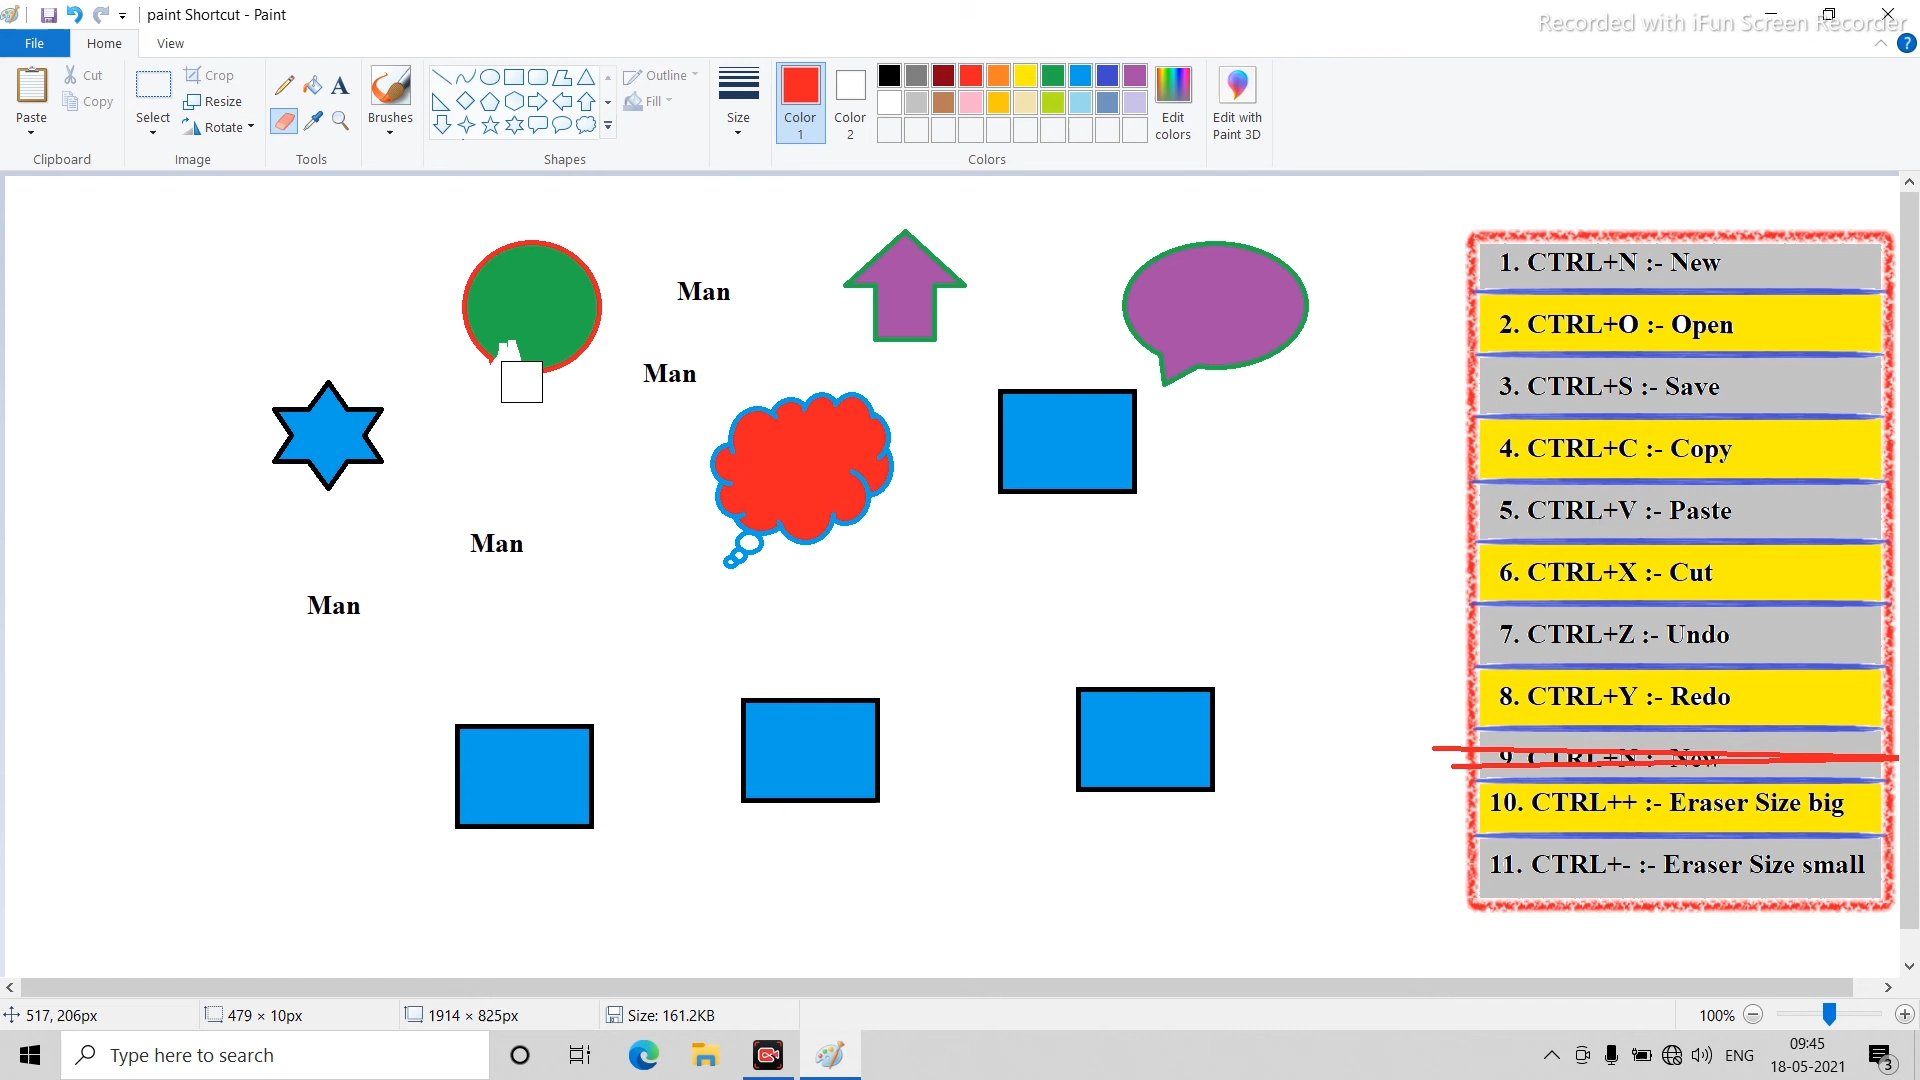 paint Shortcut - Paint
Recorded with iFun Screen Recorder
File Home View
Paste
Cut
Copy
Clipboard
Select
Crop
Resize
Rotate
Image
A
Tools
Brushes
Outline
Fill
Shapes
Size
Color 1
Color 2
Edit colors
Colors
Edit with Paint 3D
Man
Man
Man
Man
1. CTRL+N :- New
2. CTRL+O :- Open
3. CTRL+S :- Save
4. CTRL+C :- Copy
5. CTRL+V :- Paste
6. CTRL+X :- Cut
7. CTRL+Z :- Undo
8. CTRL+Y :- Redo
9 CTRL+N :- New
10. CTRL++ :- Eraser Size big
11. CTRL+- :- Eraser Size small
517, 206px 479 × 10px 1914 × 825px Size: 161.2KB 100%
Type here to search
ENG
09:45
18-05-2021
3